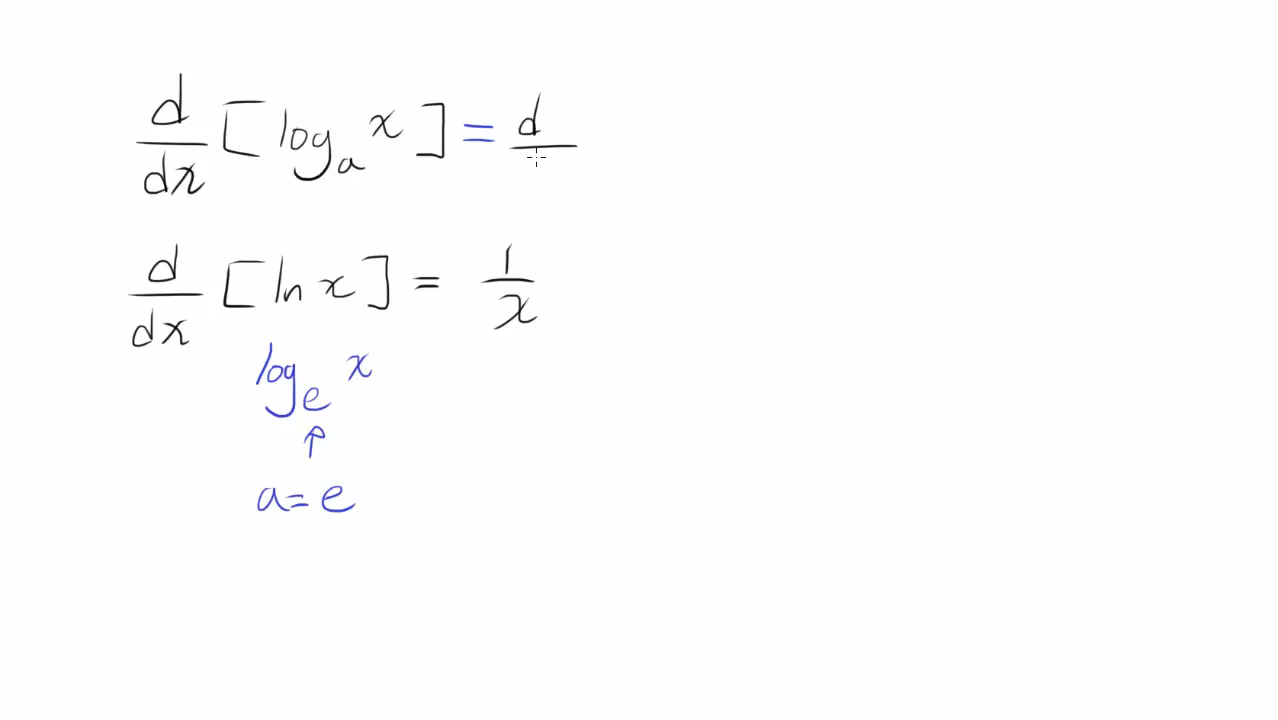 d/dx [log_a x] = d/
d/dx [ln x] = 1/x
log_e x
↑
a = e